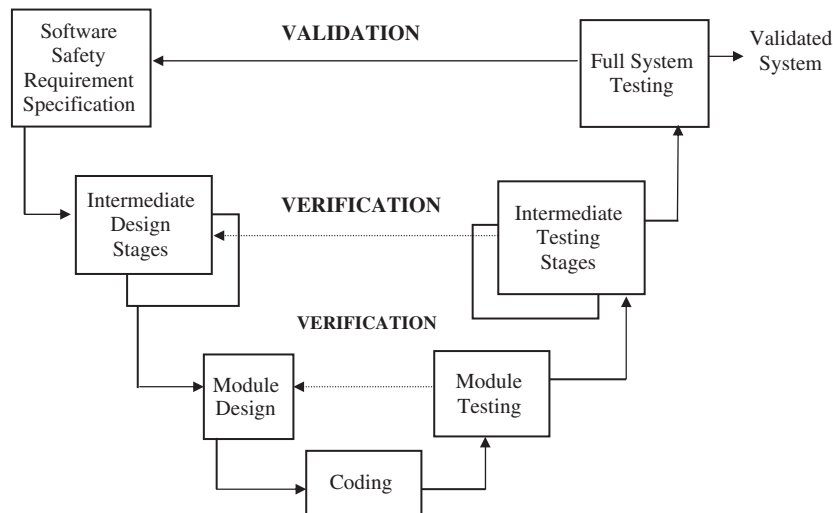 Software
Safety
Requirement
Specification
VALIDATION
Full System
Testing
Validated
System
Intermediate
Design
Stages
VERIFICATION
Intermediate
Testing
Stages
VERIFICATION
Module
Design
Module
Testing
Coding